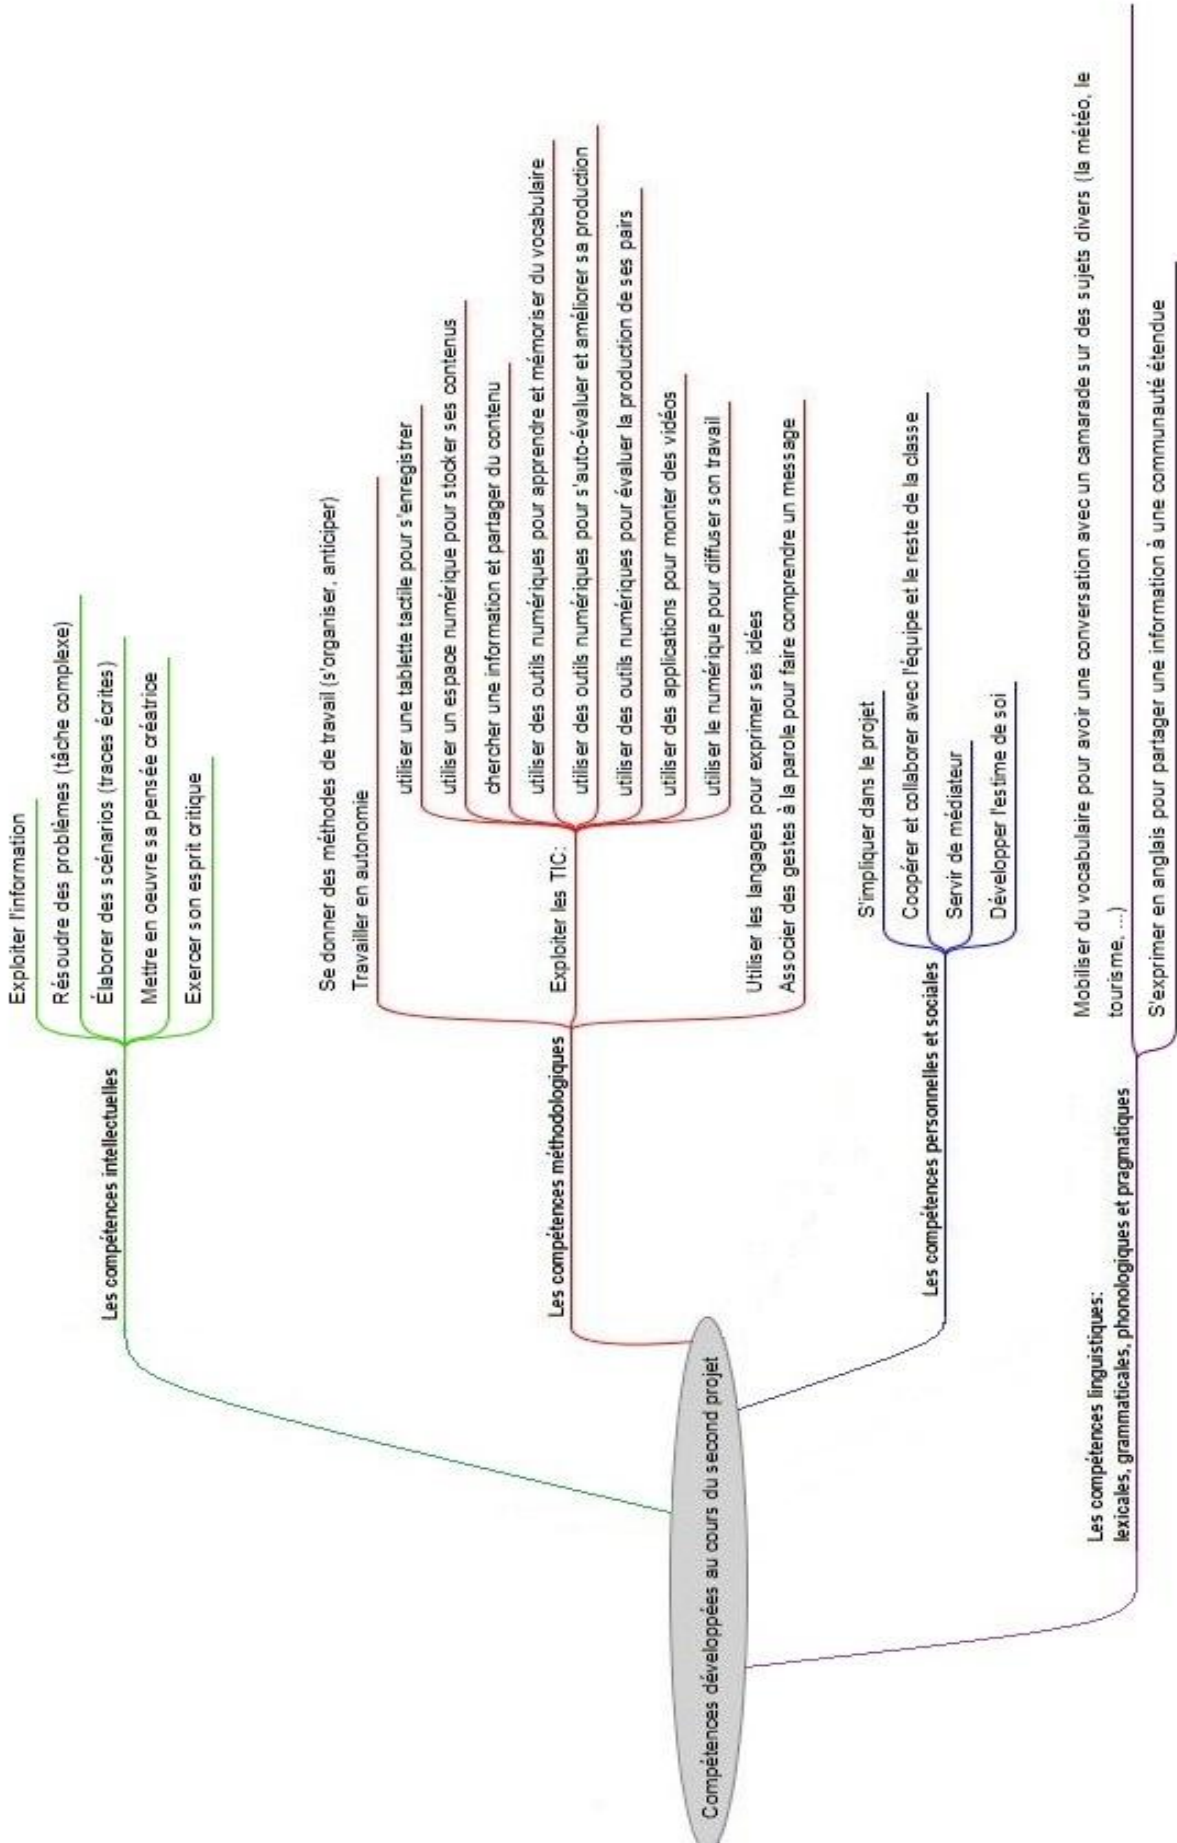 Compétences développées au cours du second projet
Les compétences intellectuelles
Exploiter l'information
Résoudre des problèmes (tâche complexe)
Élaborer des scénarios (traces écrites)
Mettre en oeuvre sa pensée créatrice
Exercer son esprit critique
Les compétences méthodologiques
Se donner des méthodes de travail (s'organiser, anticiper)
Travailler en autonomie
Exploiter les TIC:
utiliser une tablette tactile pour s'enregistrer
utiliser un espace numérique pour stocker ses contenus
chercher une information et partager du contenu
utiliser des outils numériques pour apprendre et mémoriser du vocabulaire
utiliser des outils numériques pour s'auto-évaluer et améliorer sa production
utiliser des outils numériques pour évaluer la production de ses pairs
utiliser des applications pour monter des vidéos
utiliser le numérique pour diffuser son travail
Utiliser les langages pour exprimer ses idées
Associer des gestes à la parole pour faire comprendre un message
Les compétences personnelles et sociales
S'impliquer dans le projet
Coopérer et collaborer avec l'équipe et le reste de la classe
Servir de médiateur
Développer l'estime de soi
Les compétences linguistiques:
lexicales, grammaticales, phonologiques et pragmatiques
Mobiliser du vocabulaire pour avoir une conversation avec un camarade sur des sujets divers (la météo, le
tourisme, ...)
S'exprimer en anglais pour partager une information à une communauté étendue